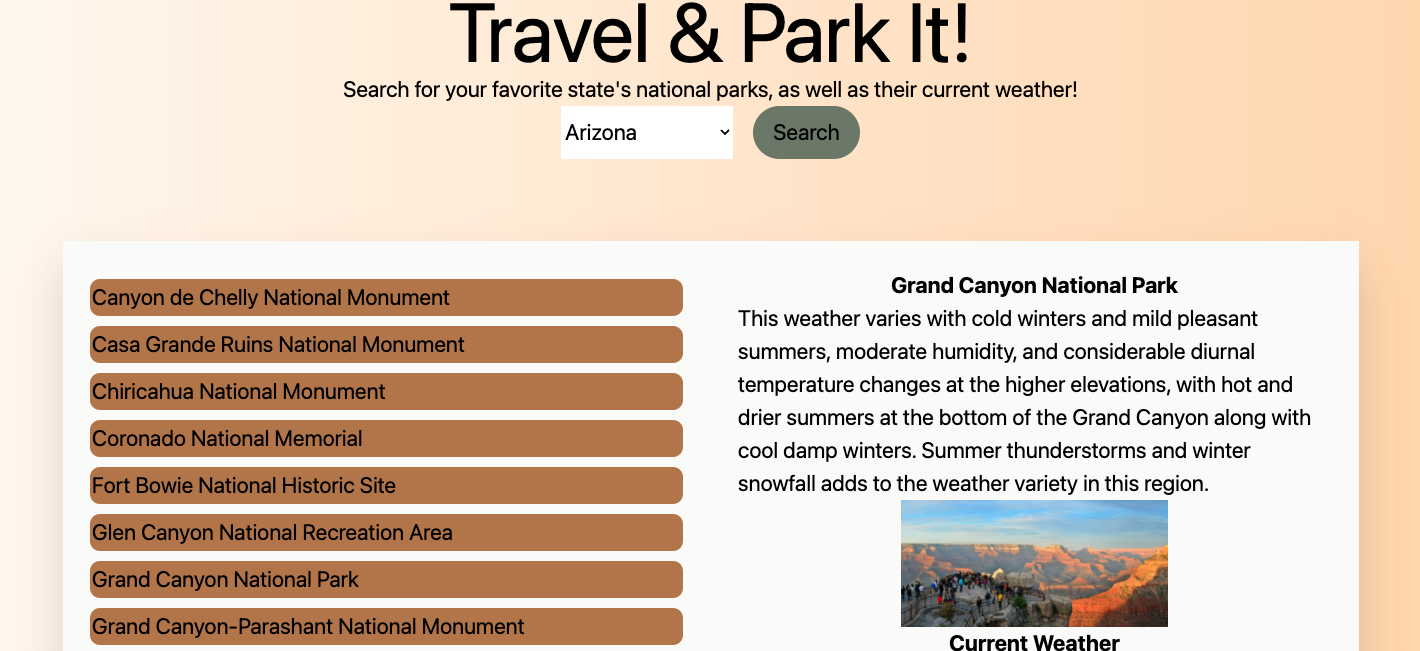 Travel & Park It!
Search for your favorite state's national parks, as well as their current weather!
Arizona
Search
Canyon de Chelly National Monument
Casa Grande Ruins National Monument
Chiricahua National Monument
Coronado National Memorial
Fort Bowie National Historic Site
Glen Canyon National Recreation Area
Grand Canyon National Park
Grand Canyon-Parashant National Monument
Grand Canyon National Park
This weather varies with cold winters and mild pleasant
summers, moderate humidity, and considerable diurnal
temperature changes at the higher elevations, with hot and
drier summers at the bottom of the Grand Canyon along with
cool damp winters. Summer thunderstorms and winter
snowfall adds to the weather variety in this region.
Current Weather